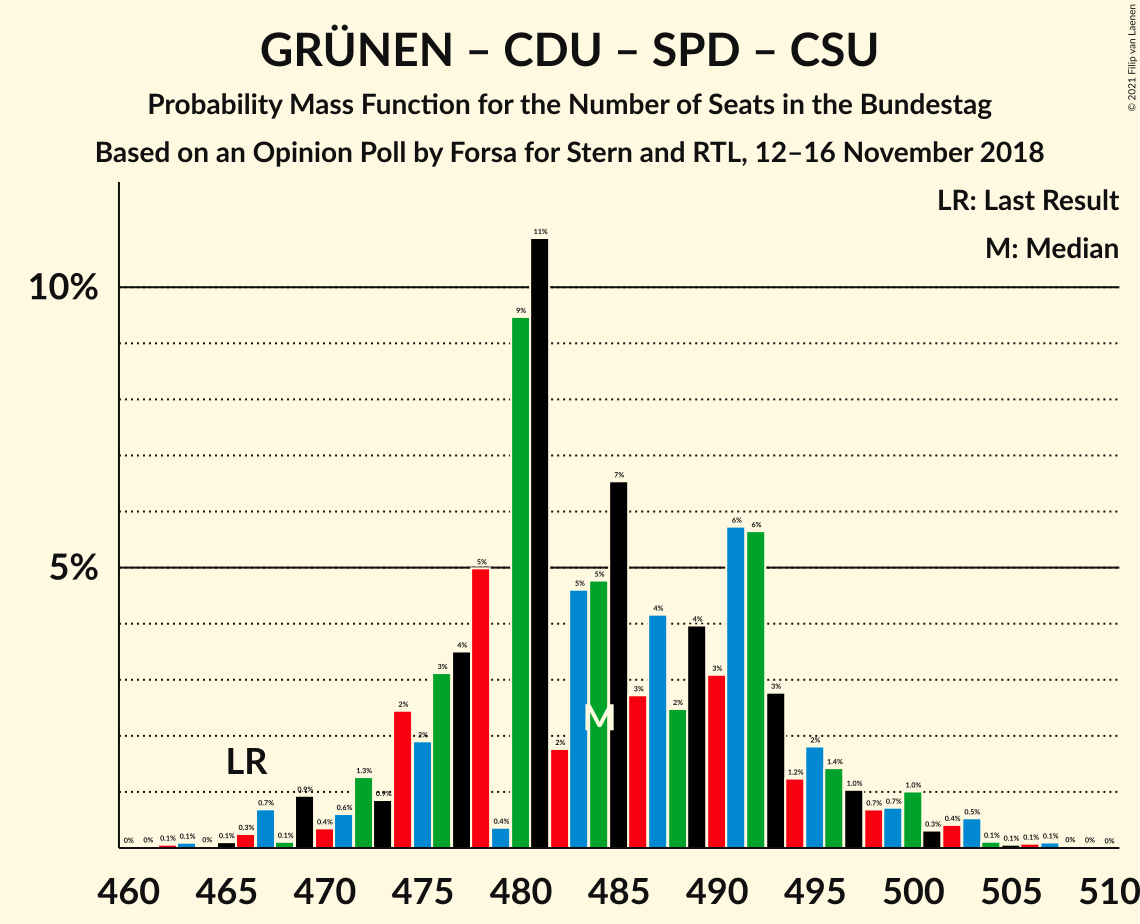 GRÜNEN – CDU – SPD – CSU
Probability Mass Function for the Number of Seats in the Bundestag
Based on an Opinion Poll by Forsa for Stern and RTL, 12–16 November 2018
© 2021 Filip van Laenen
LR: Last Result
M: Median
10%
5%
0% 0% 0.1% 0.1% 0% 0.1% 0.3% 0.7% 0.1% 0.9% 0.4% 0.6% 1.3% 0.9% 2% 2% 3% 4% 5% 0.4% 9% 11% 2% 5% 5% 7% 3% 4% 2% 4% 3% 6% 6% 3% 1.2% 2% 1.4% 1.0% 0.7% 0.7% 1.0% 0.3% 0.4% 0.5% 0.1% 0.1% 0.1% 0.1% 0% 0% 0%
LR
M
460 465 470 475 480 485 490 495 500 505 510